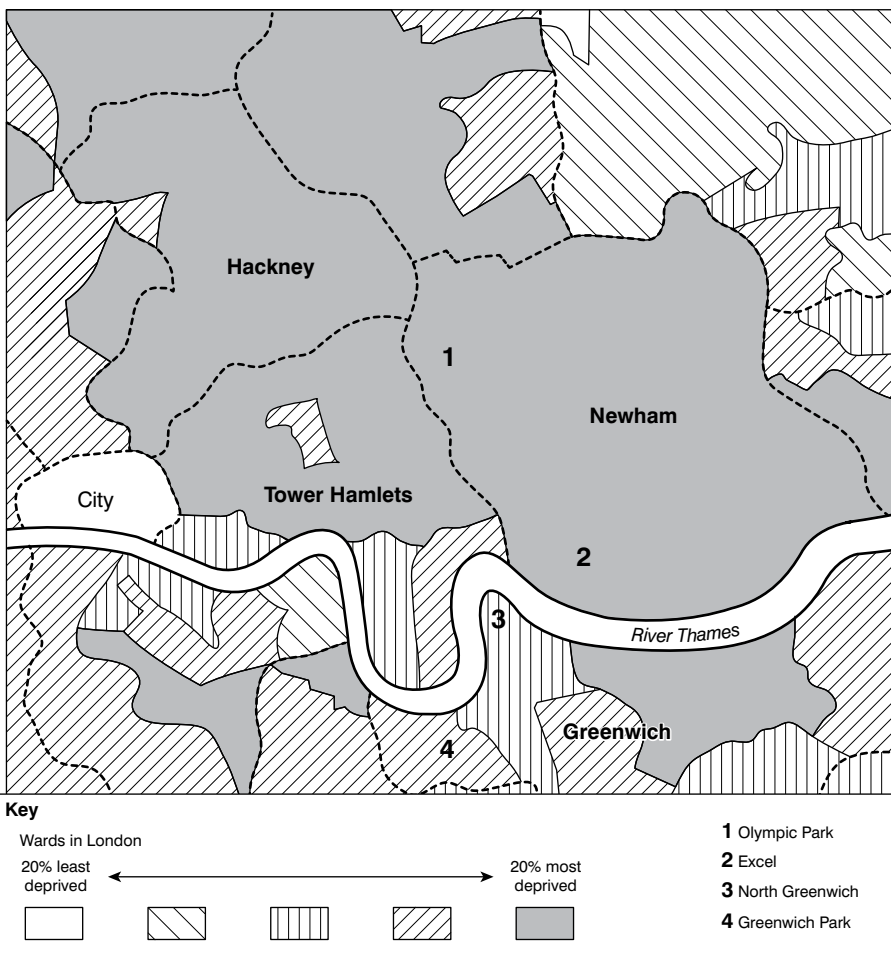 Hackney
1
Newham
City
Tower Hamlets
2
3
River Thames
Greenwich
4
Key
Wards in London
20% least
deprived
20% most
deprived
1 Olympic Park
2 Excel
3 North Greenwich
4 Greenwich Park